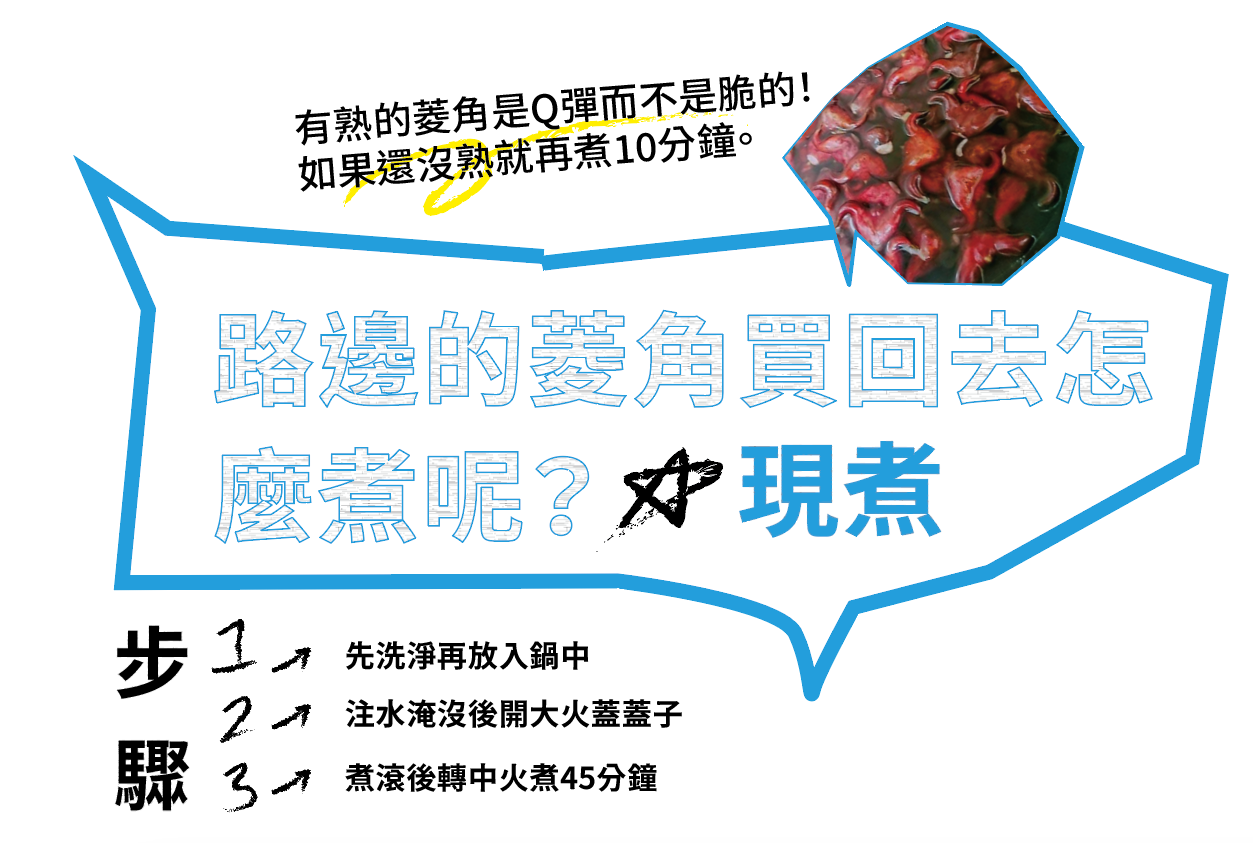 有熟的菱角是Q彈而不是脆的！
如果還沒熟就再煮10分鐘。
路邊的菱角買回去怎
麼煮呢？現煮
步驟
1 先洗淨再放入鍋中
2 注水淹沒後開大火蓋蓋子
3 煮滾後轉中火煮45分鐘